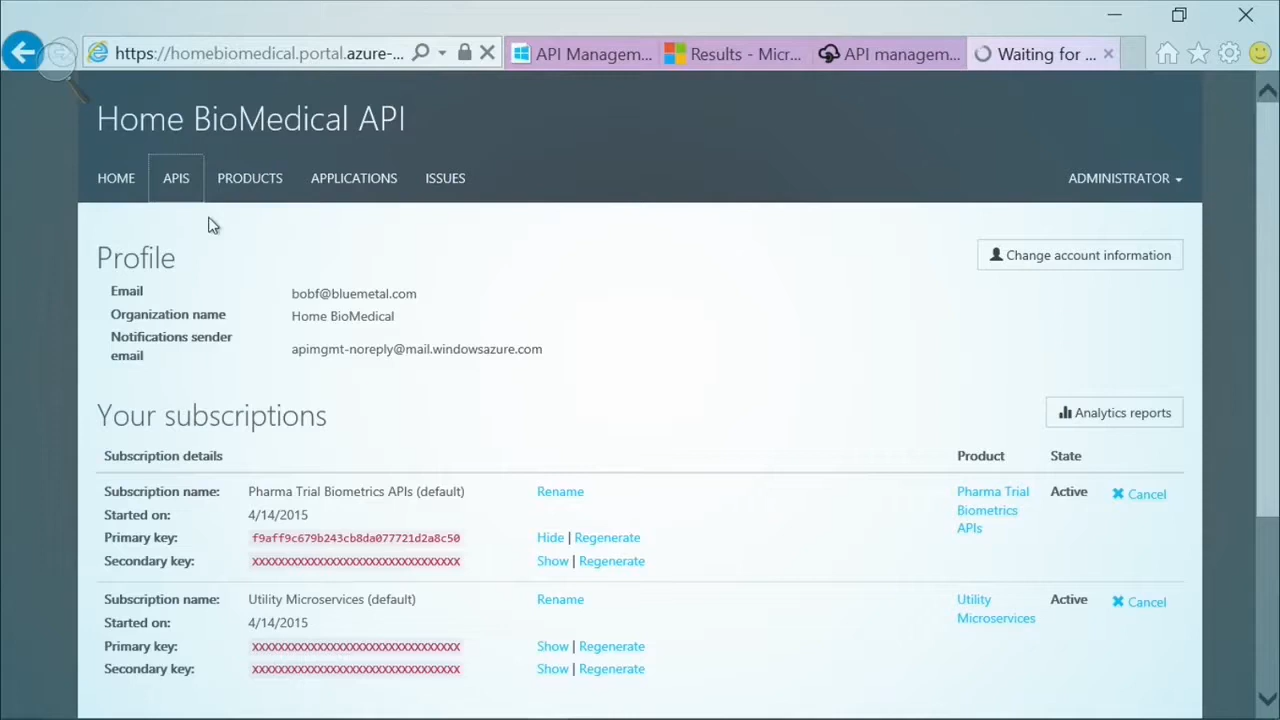 https://homebiomedical.portal.azure-...
API Managem...
Results - Micr...
API managem...
Waiting for ...
Home BioMedical API
HOME APIS PRODUCTS APPLICATIONS ISSUES ADMINISTRATOR
Profile
Change account information
Email bobf@bluemetal.com
Organization name Home BioMedical
Notifications sender
email apimgmt-noreply@mail.windowsazure.com
Your subscriptions
Analytics reports
Subscription details Product State
Subscription name: Pharma Trial Biometrics APIs (default) Rename Pharma Trial Active Cancel
Biometrics
APIs
Started on: 4/14/2015
Primary key: f9aff9c679b243cb8da077721d2a8c50 Hide | Regenerate
Secondary key: XXXXXXXXXXXXXXXXXXXXXXXXXXXXXXXX Show | Regenerate
Subscription name: Utility Microservices (default) Rename Utility Active Cancel
Microservices
Started on: 4/14/2015
Primary key: XXXXXXXXXXXXXXXXXXXXXXXXXXXXXXXX Show | Regenerate
Secondary key: XXXXXXXXXXXXXXXXXXXXXXXXXXXXXXXX Show | Regenerate